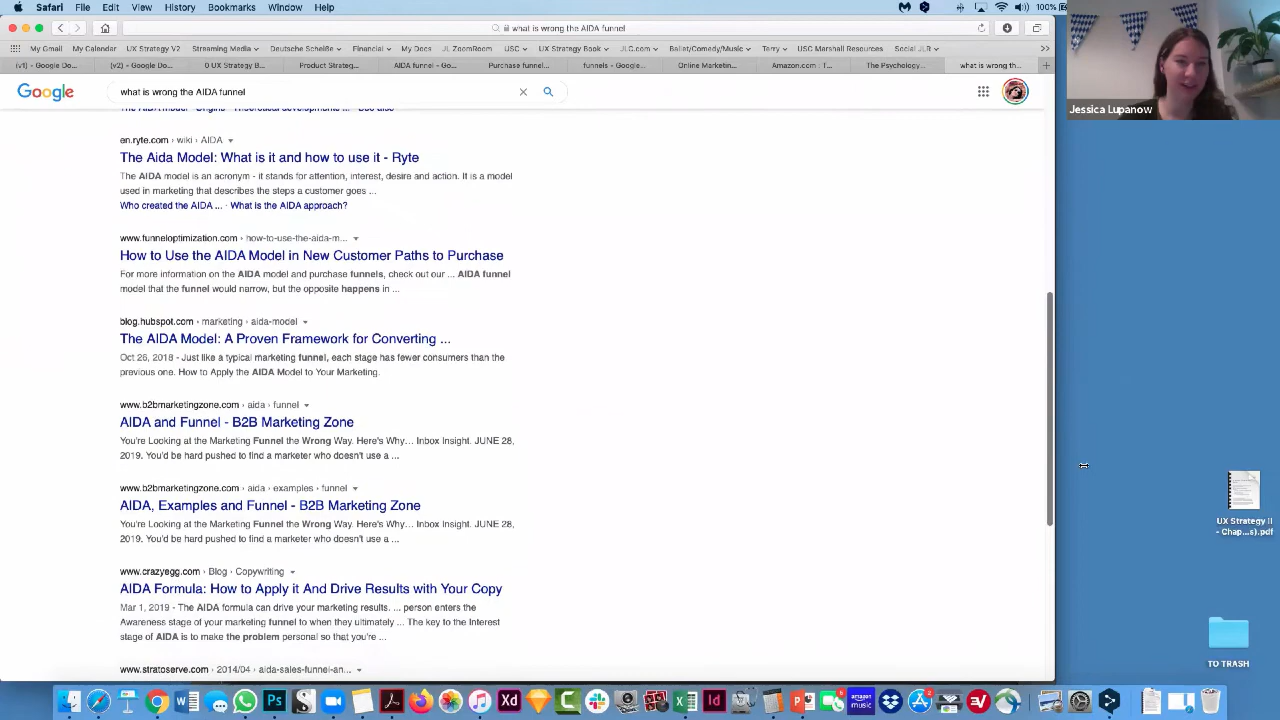 Safari File Edit View History Bookmarks Window Help 100%
what is wrong the AIDA funnel
My Gmail My Calendar UX Strategy V2 Streaming Media Deutsche Scheiße Financial My Docs JL ZoomRoom USC UX Strategy Book JLG.com Ballet/Comedy/Music Terry USC Marshall Resources Social JLR
(v1) - Google Do... (v2) - Google Do... 0 UX Strategy B... Product Strateg... AIDA funnel - Go... Purchase funnel... funnels - Google... Online Marketin... Amazon.com : T... The Psychology... what is wrong th...
Google what is wrong the AIDA funnel
Jessica Lupanow
en.ryte.com › wiki › AIDA
The Aida Model: What is it and how to use it - Ryte
The AIDA model is an acronym - it stands for attention, interest, desire and action. It is a model
used in marketing that describes the steps a customer goes ...
Who created the AIDA ... · What is the AIDA approach?
www.funneloptimization.com › how-to-use-the-aida-m...
How to Use the AIDA Model in New Customer Paths to Purchase
For more information on the AIDA model and purchase funnels, check out our ... AIDA funnel
model that the funnel would narrow, but the opposite happens in ...
blog.hubspot.com › marketing › aida-model
The AIDA Model: A Proven Framework for Converting ...
Oct 26, 2018 - Just like a typical marketing funnel, each stage has fewer consumers than the
previous one. How to Apply the AIDA Model to Your Marketing.
www.b2bmarketingzone.com › aida › funnel
AIDA and Funnel - B2B Marketing Zone
You're Looking at the Marketing Funnel the Wrong Way. Here's Why… Inbox Insight. JUNE 28,
2019. You'd be hard pushed to find a marketer who doesn't use a ...
www.b2bmarketingzone.com › aida › examples › funnel
AIDA, Examples and Funnel - B2B Marketing Zone
You're Looking at the Marketing Funnel the Wrong Way. Here's Why… Inbox Insight. JUNE 28,
2019. You'd be hard pushed to find a marketer who doesn't use a ...
www.crazyegg.com › Blog › Copywriting
AIDA Formula: How to Apply it And Drive Results with Your Copy
Mar 1, 2019 - The AIDA formula can drive your marketing results. ... person enters the
Awareness stage of your marketing funnel to when they ultimately ... The key to the Interest
stage of AIDA is to make the problem personal so that you're ...
www.stratoserve.com › 2014/04 › aida-sales-funnel-an...
UX Strategy II
- Chap...s).pdf
TO TRASH